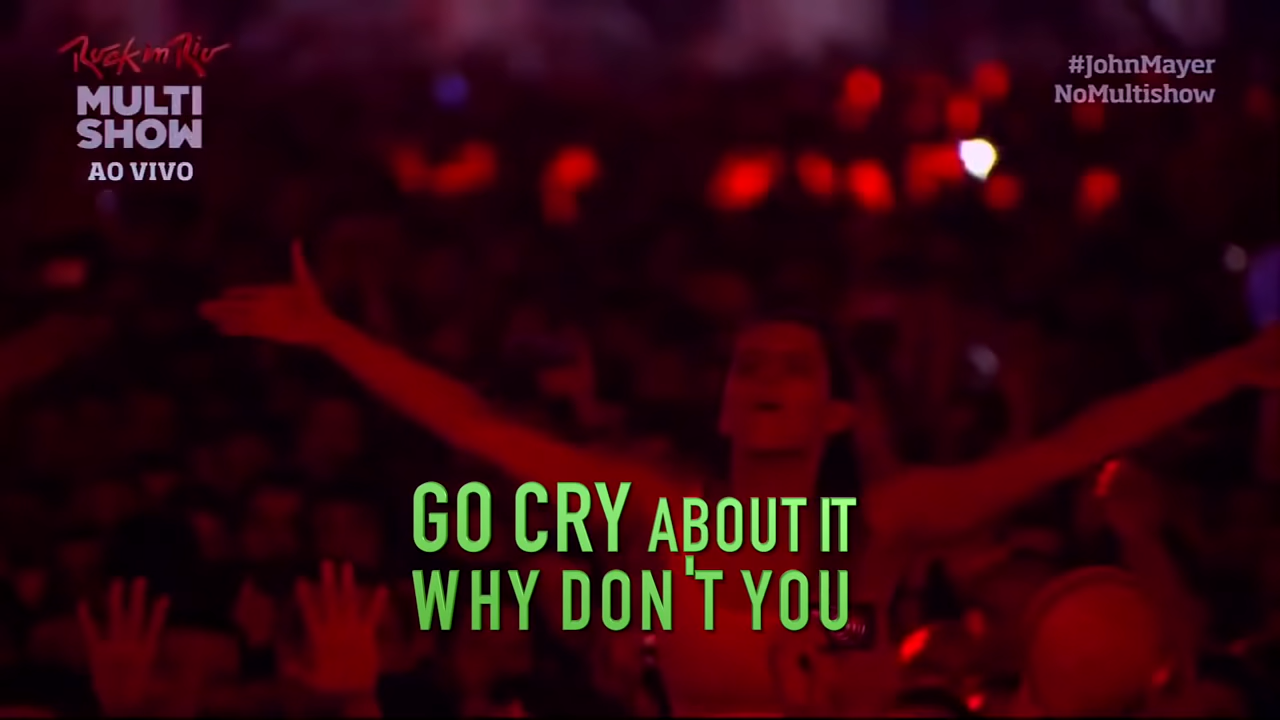 Rock in Rio
MULTI
SHOW
AO VIVO
#JohnMayer
NoMultishow
GO CRY ABOUT IT
WHY DON'T YOU